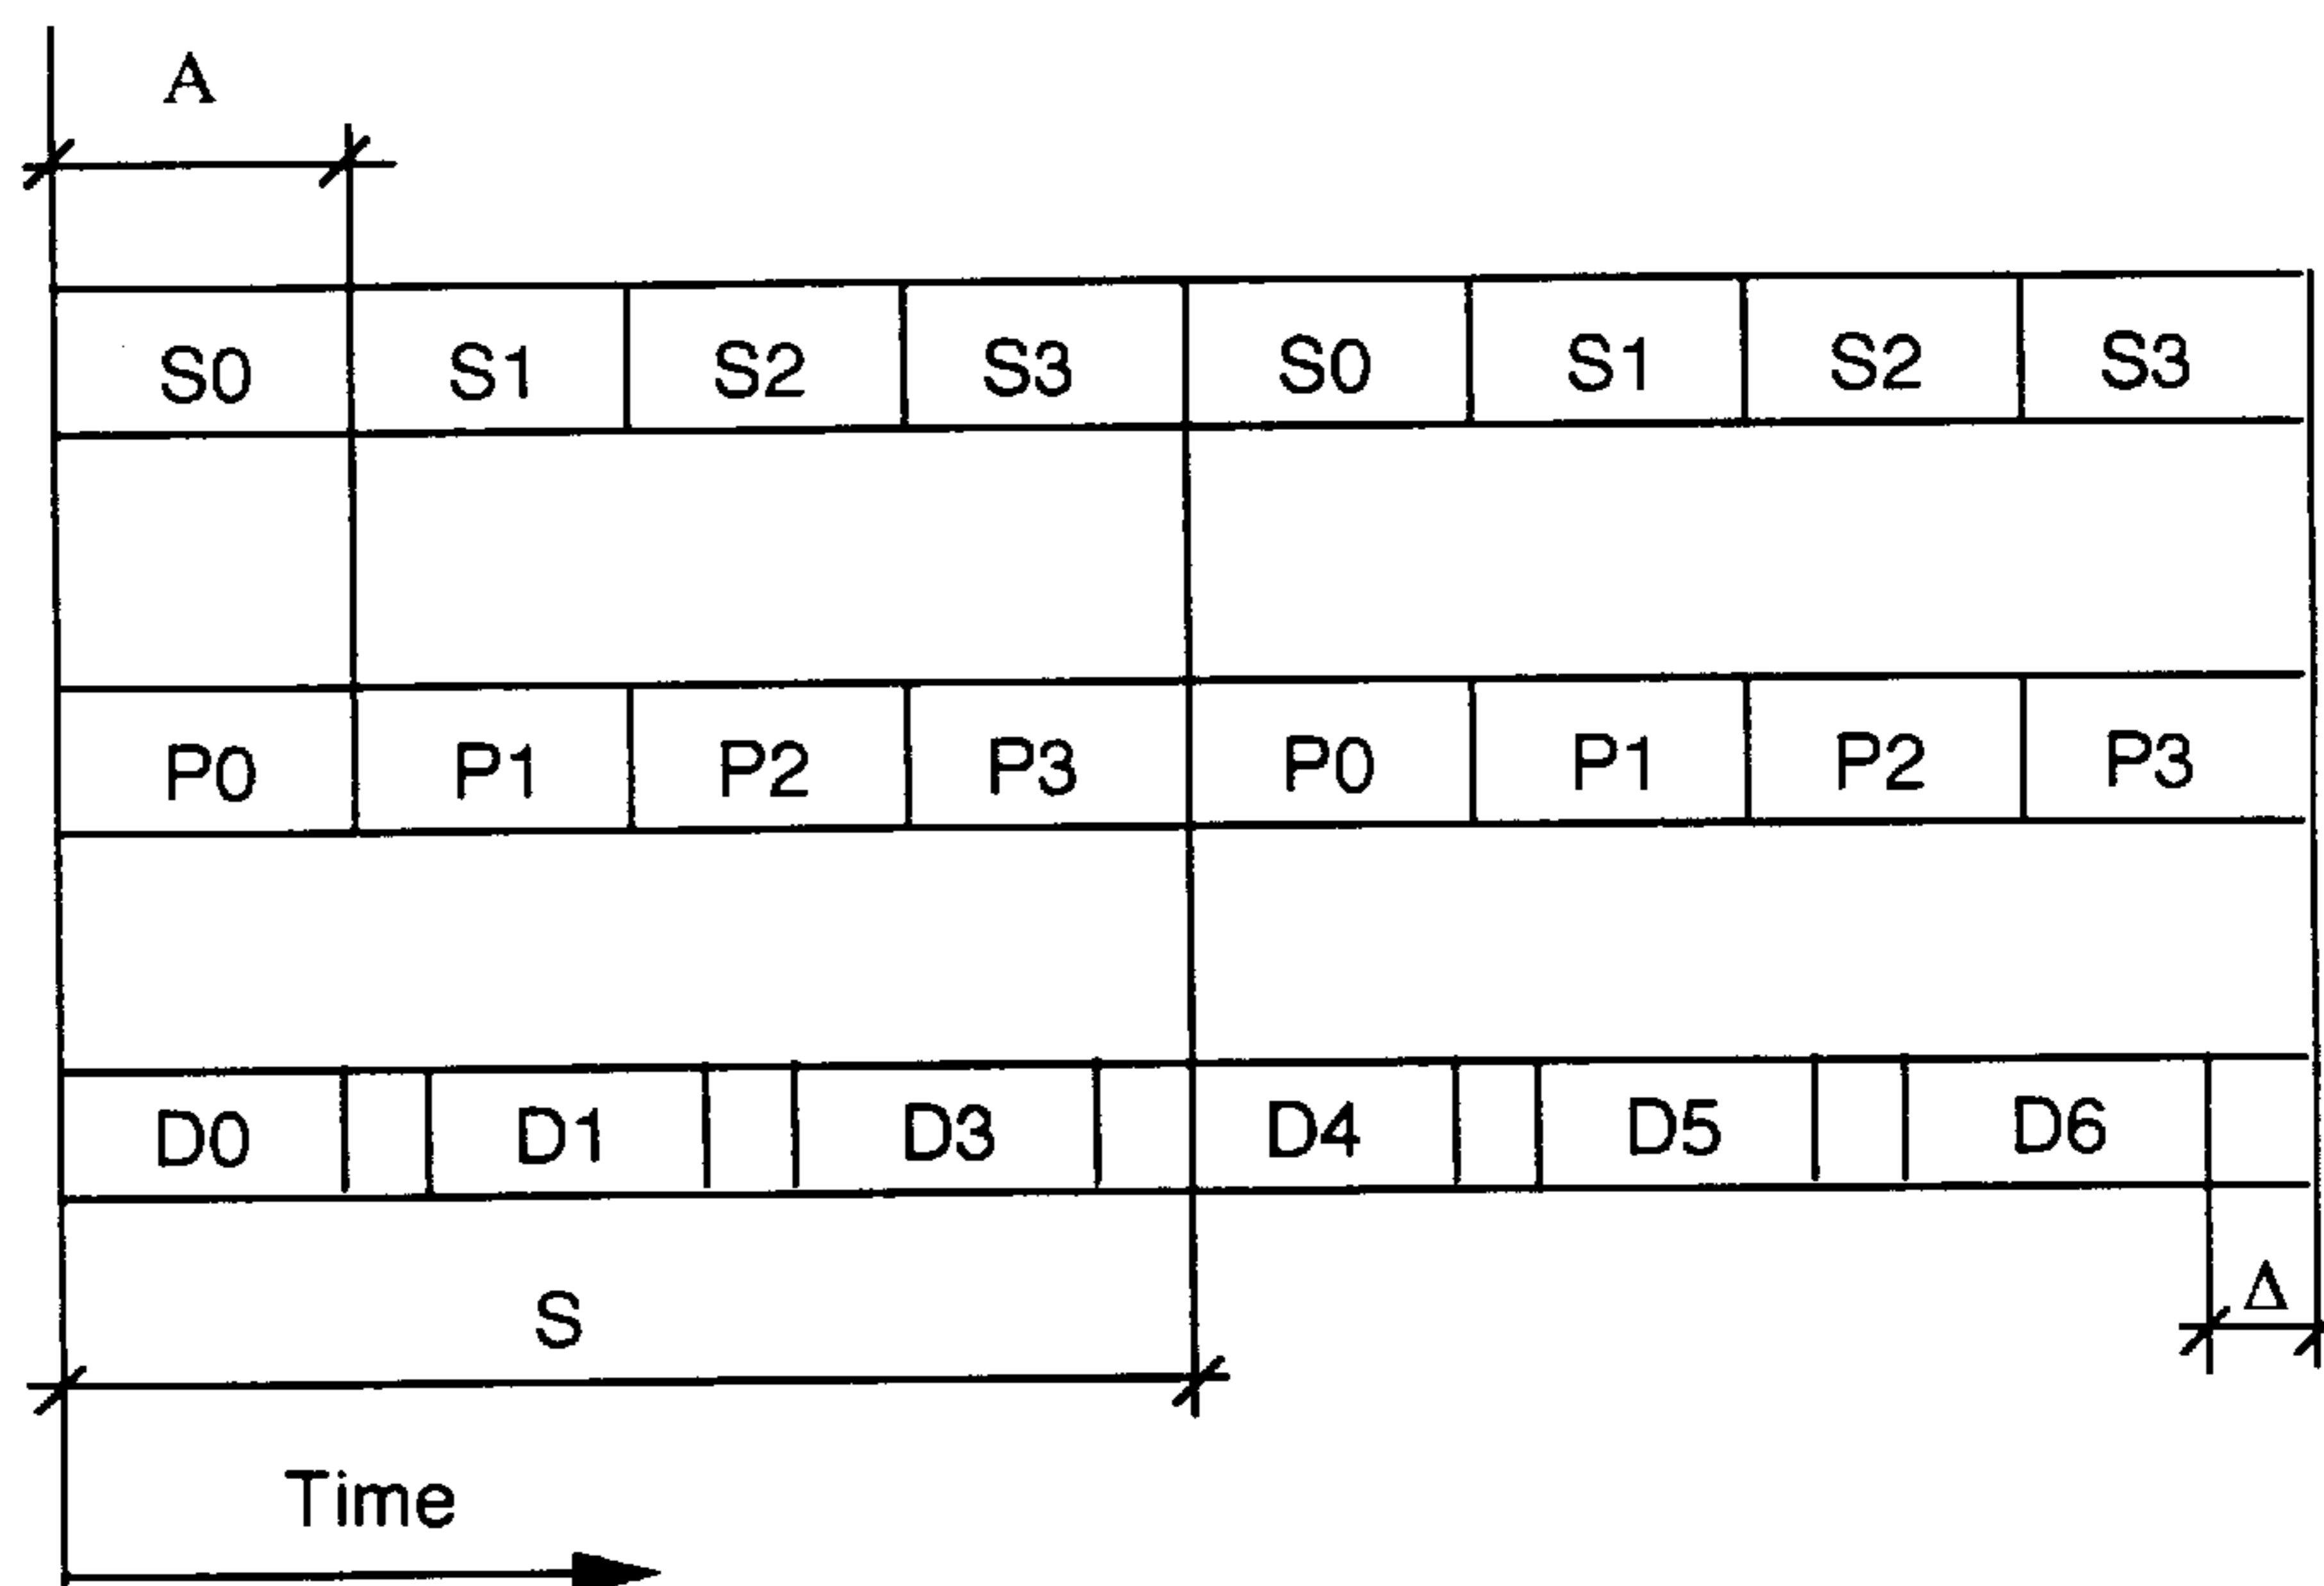 A
S0 S1 S2 S3 S0 S1 S2 S3
P0 P1 P2 P3 P0 P1 P2 P3
D0 D1 D3 D4 D5 D6
Δ
S
Time